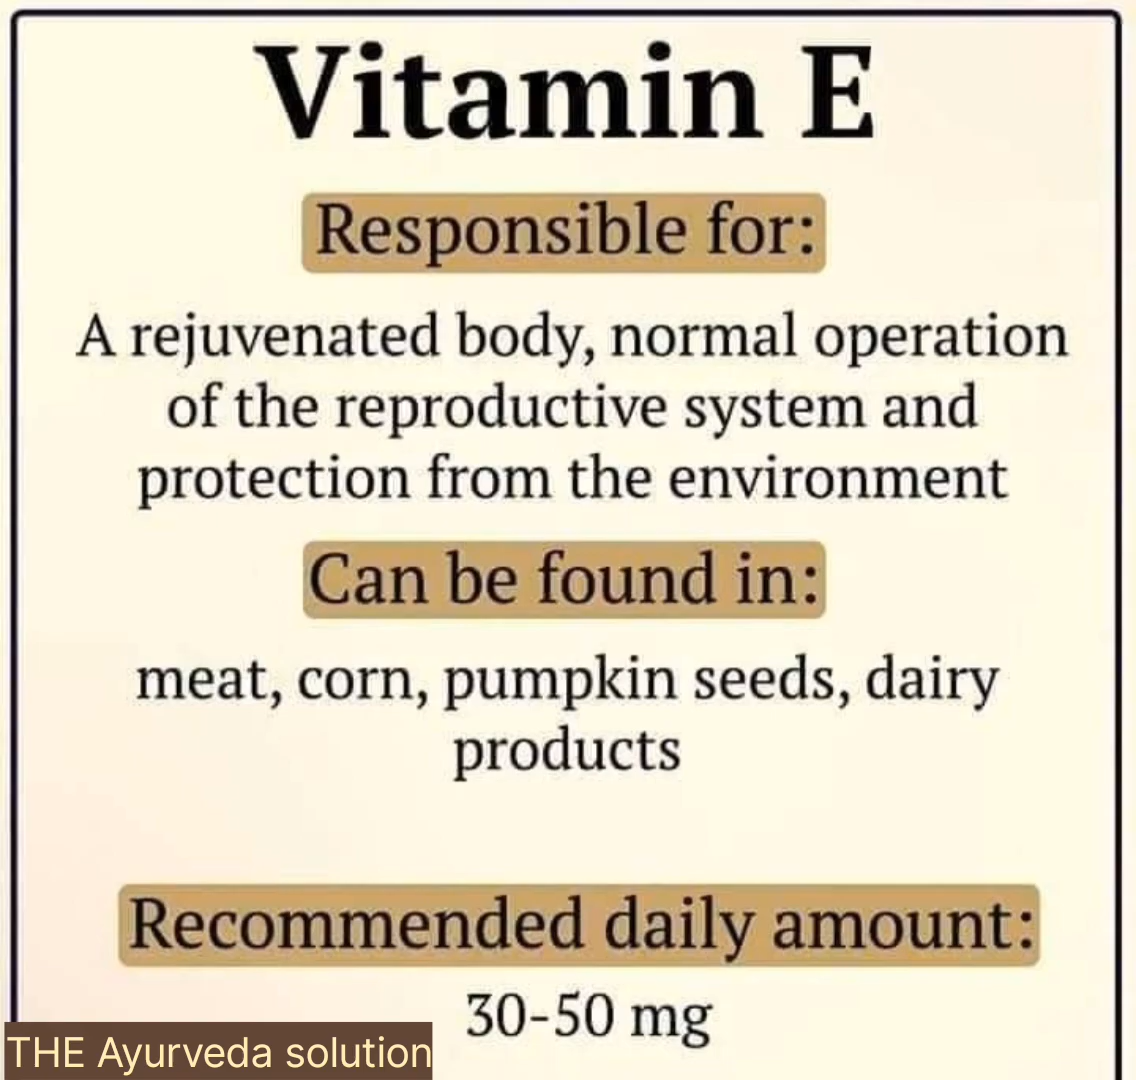 Vitamin E
Responsible for:
A rejuvenated body, normal operation
of the reproductive system and
protection from the environment
Can be found in:
meat, corn, pumpkin seeds, dairy
products
Recommended daily amount:
30-50 mg
THE Ayurveda solution